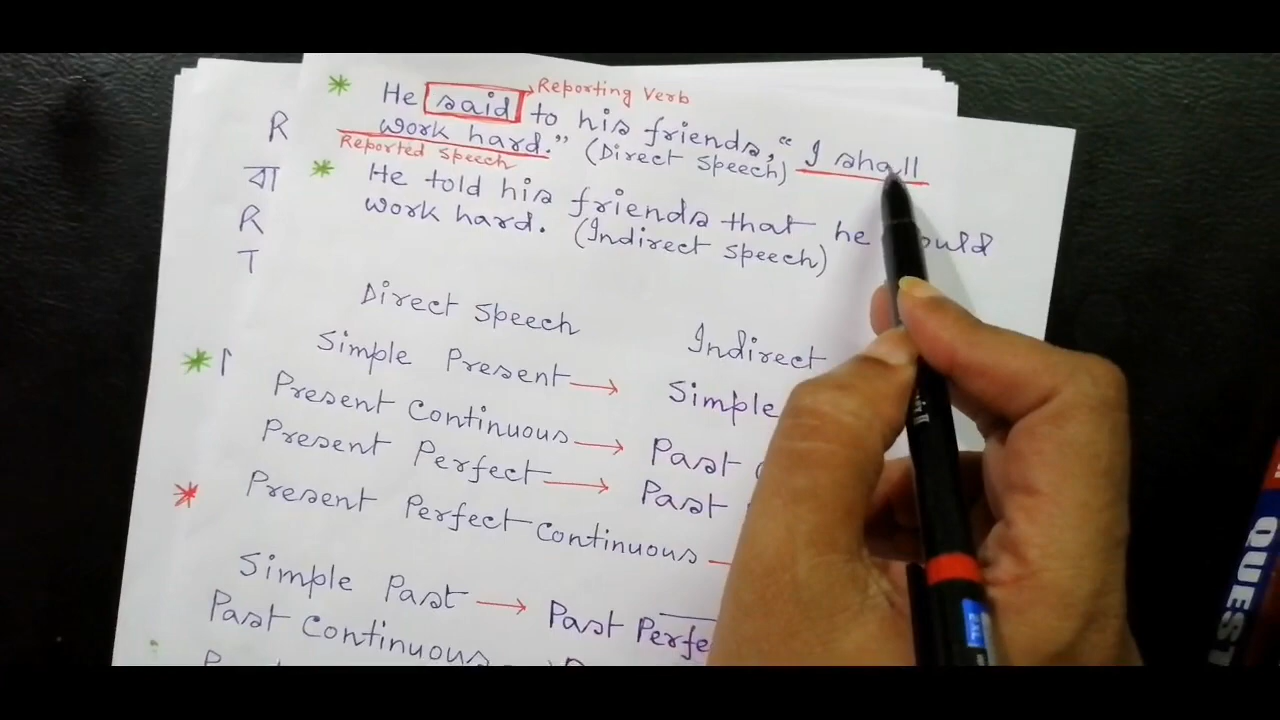 He said to his friends, “I shall
Reporting Verb
work hard.” (Direct Speech)
Reported Speech
He told his friends that he
work hard. (Indirect Speech)
R
বা
R
T
Direct Speech
Indirect
Simple Present → Simple
Present Continuous → Past
Present Perfect → Past
Present Perfect Continuous →
Simple Past → Past
Past Continuous
QUEST